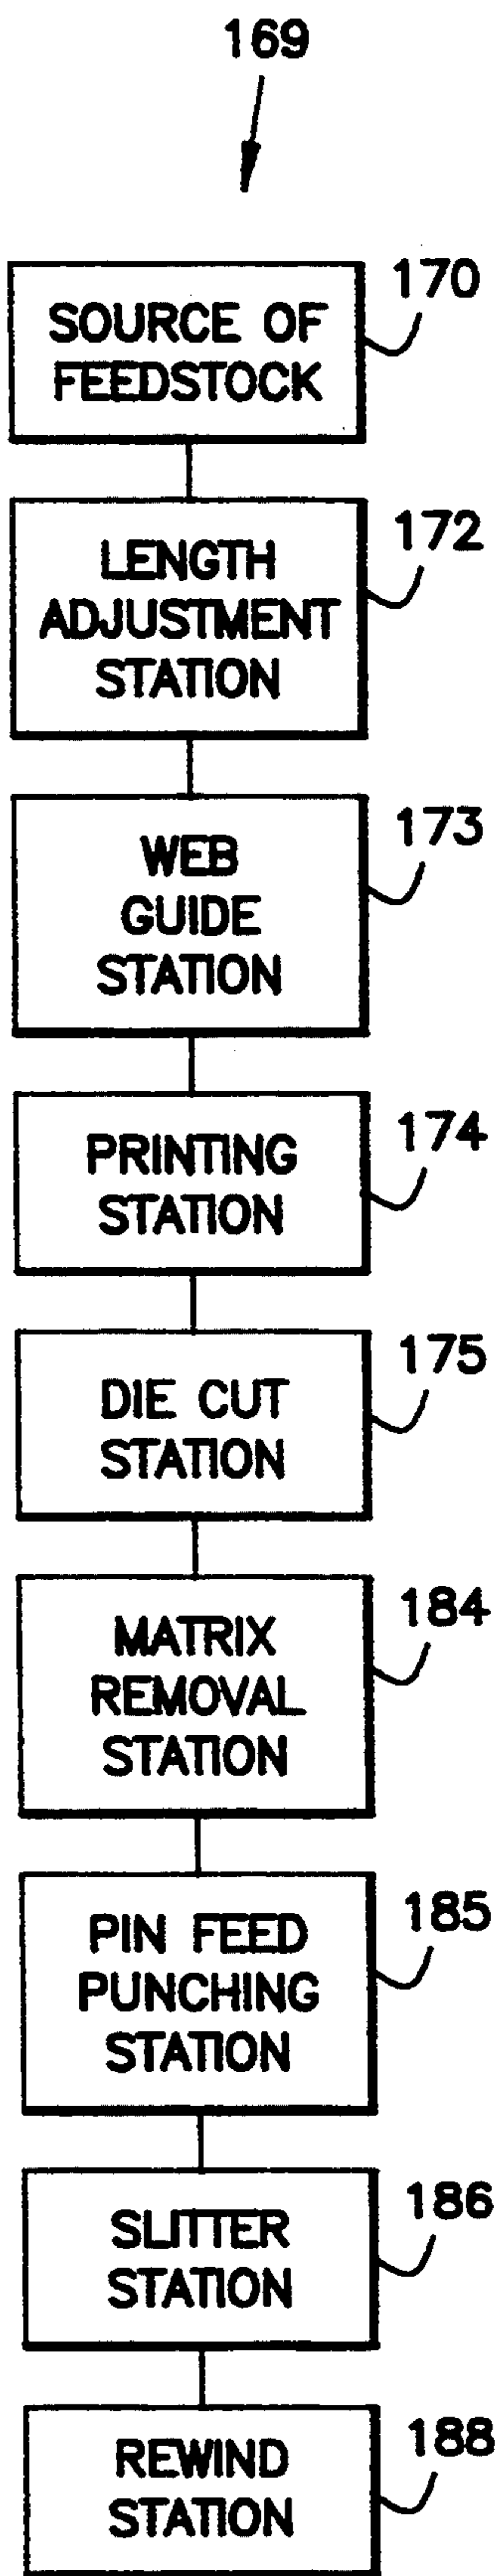 169
SOURCE OF
FEEDSTOCK
170
LENGTH
ADJUSTMENT
STATION
172
WEB
GUIDE
STATION
173
PRINTING
STATION
174
DIE CUT
STATION
175
MATRIX
REMOVAL
STATION
184
PIN FEED
PUNCHING
STATION
185
SLITTER
STATION
186
REWIND
STATION
188